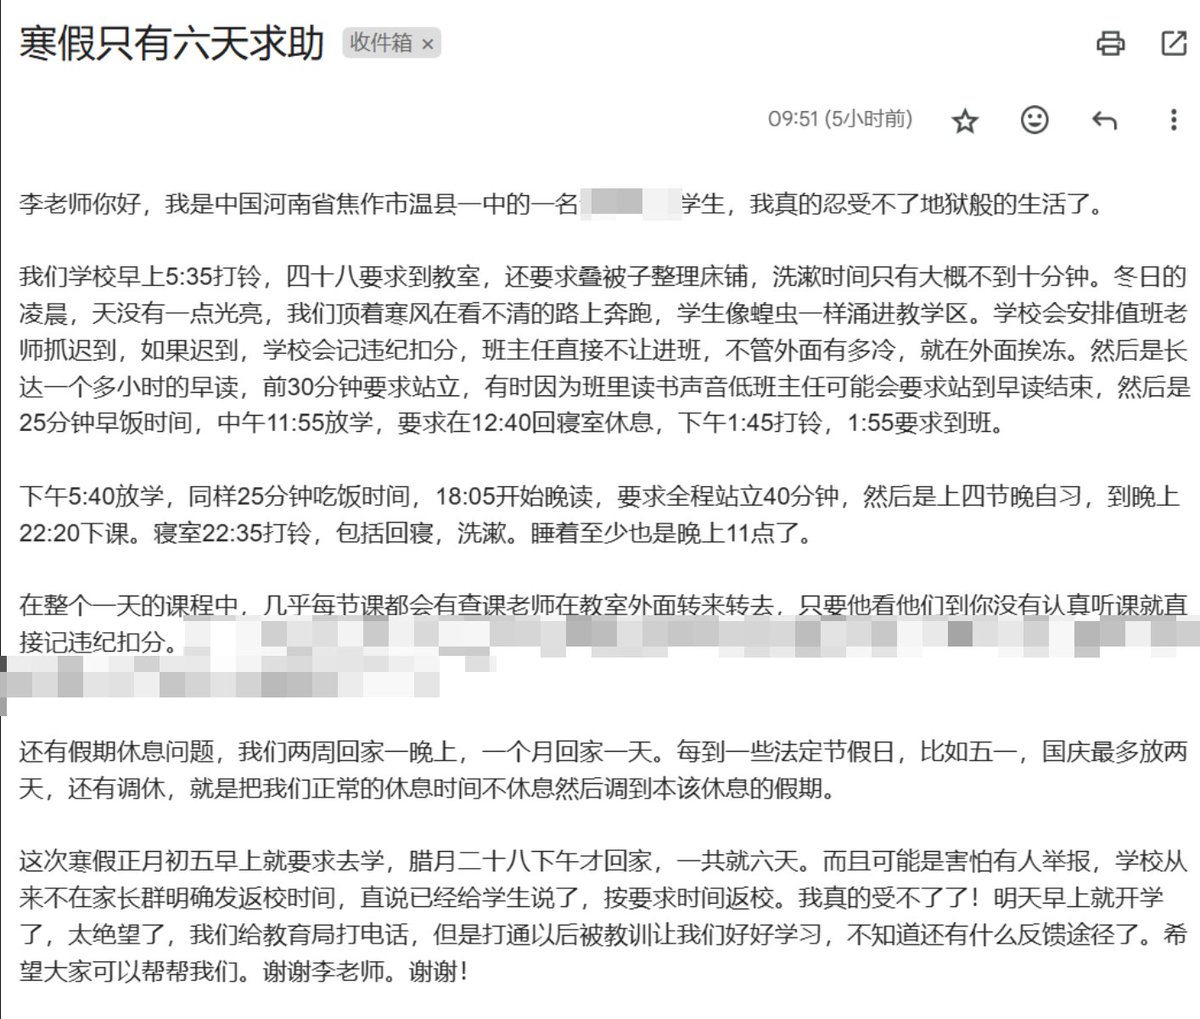 寒假只有六天求助 收件箱 ×
09:51 (5小时前)
李老师你好，我是中国河南省焦作市温县一中的一名 学生，我真的忍受不了地狱般的生活了。
我们学校早上5:35打铃，四十八要求到教室，还要求叠被子整理床铺，洗漱时间只有大概不到十分钟。冬日的
凌晨，天没有一点光亮，我们顶着寒风在看不清的路上奔跑，学生像蝗虫一样涌进教学区。学校会安排值班老
师抓迟到，如果迟到，学校会记违纪扣分，班主任直接不让进班，不管外面有多冷，就在外面挨冻。然后是长
达一个多小时的早读，前30分钟要求站立，有时因为班里读书声音低班主任可能会要求站到早读结束，然后是
25分钟早饭时间，中午11:55放学，要求在12:40回寝室休息，下午1:45打铃，1:55要求到班。
下午5:40放学，同样25分钟吃饭时间，18:05开始晚读，要求全程站立40分钟，然后是上四节晚自习，到晚上
22:20下课。寝室22:35打铃，包括回寝，洗漱。睡着至少也是晚上11点了。
在整个一天的课程中，几乎每节课都会有查课老师在教室外面转来转去，只要他看他们到你没有认真听课就直
接记违纪扣分。
还有假期休息问题，我们两周回家一晚上，一个月回家一天。每到一些法定节假日，比如五一，国庆最多放两
天，还有调休，就是把我们正常的休息时间不休息然后调到本该休息的假期。
这次寒假正月初五早上就要求去学，腊月二十八下午才回家，一共就六天。而且可能是害怕有人举报，学校从
来不在家长群明确发返校时间，直说已经给学生说了，按要求时间返校。我真的受不了了！明天早上就开学
了，太绝望了，我们给教育局打电话，但是打通以后被教训让我们好好学习，不知道还有什么反馈途径了。希
望大家可以帮帮我们。谢谢李老师。谢谢！